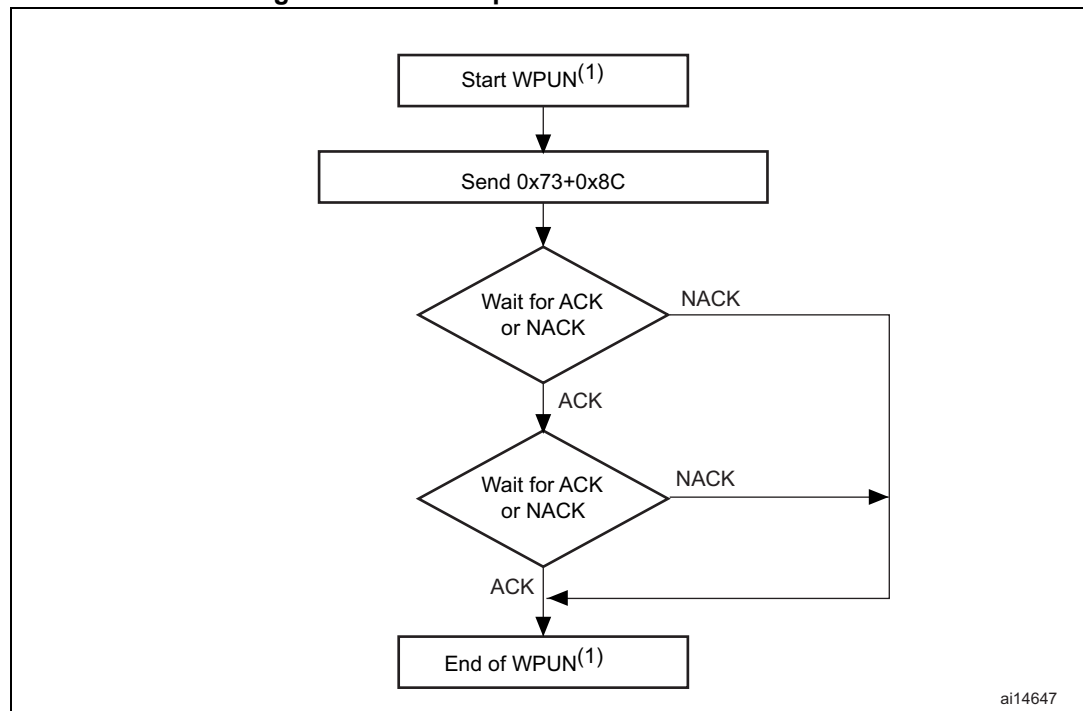 Start WPUN(1)
Send 0x73+0x8C
Wait for ACK
or NACK
NACK
ACK
Wait for ACK
or NACK
NACK
ACK
End of WPUN(1)
ai14647